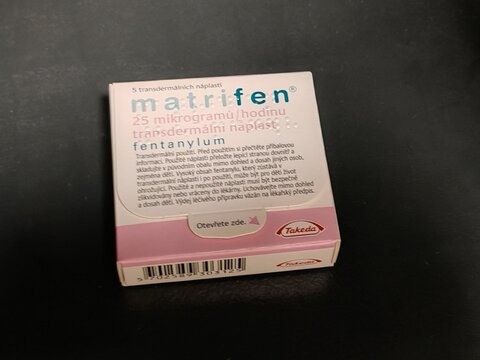 5 transdermálních náplastí
matrifen®
25 mikrogramů/hodinu
transdermální náplast
fentanylum
Transdermální použití. Před použitím si přečtěte příbalovou
informaci. Použité náplasti přeložte lepicí stranou dovnitř a
skladujte v původním obalu mimo dohled a dosah jiných osob,
zejména dětí. Vysoký obsah fentanylu, který zůstává v
transdermální náplasti i po použití, může být pro děti život
ohrožující. Použité a nepoužité náplasti musí být bezpečně
zlikvidovány nebo vráceny do lékárny. Uchovávejte mimo dohled
a dosah dětí. Výdej léčivého přípravku vázán na lékařský předpis.
Otevřete zde.
Takeda
5 702589 303123